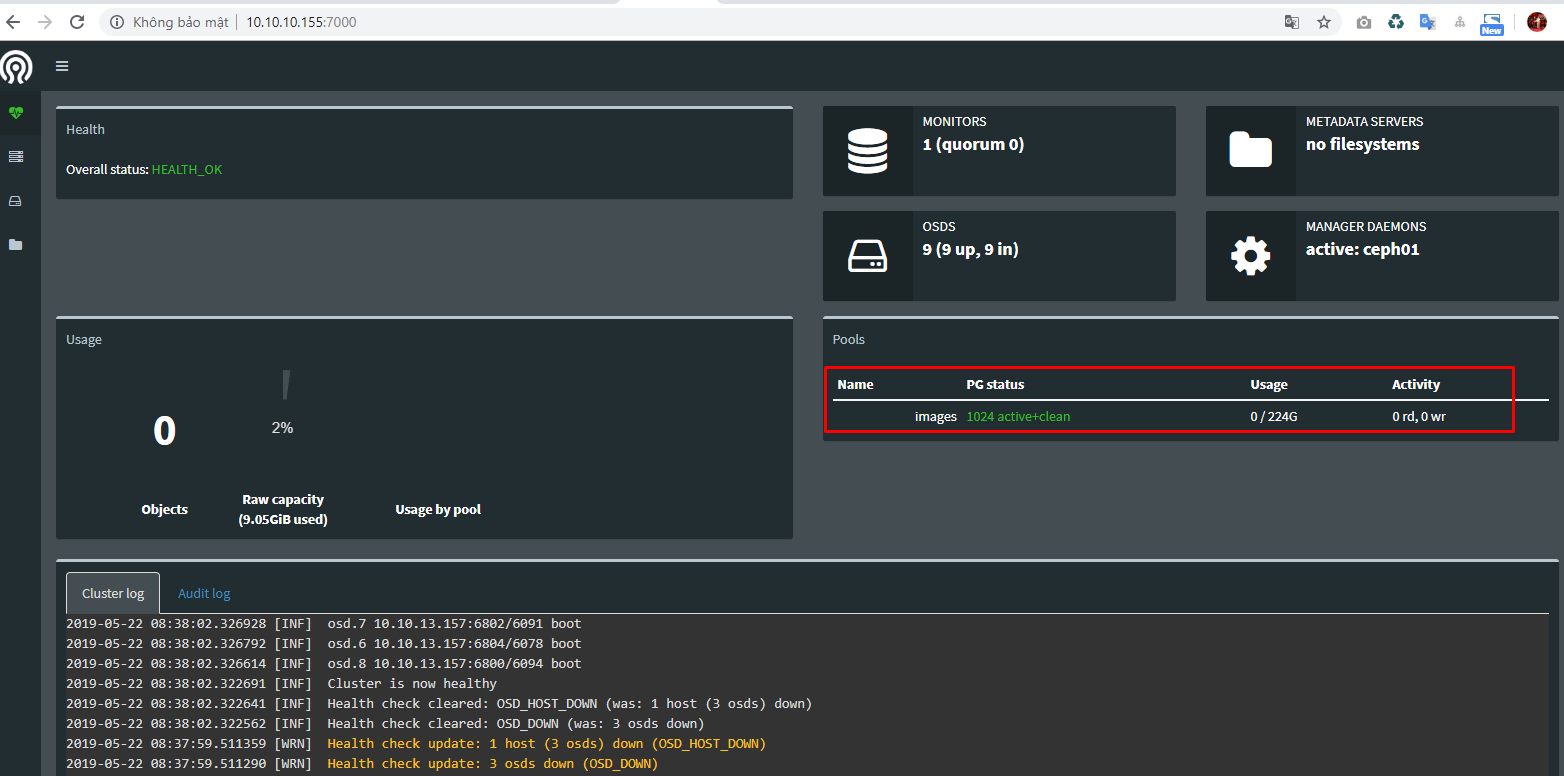 Không bảo mật
10.10.10.155:7000
New
Health
Overall status: HEALTH_OK
MONITORS
1 (quorum 0)
METADATA SERVERS
no filesystems
OSDS
9 (9 up, 9 in)
MANAGER DAEMONS
active: ceph01
Usage
0
2%
Objects
Raw capacity
(9.05GiB used)
Usage by pool
Pools
Name PG status Usage Activity
images 1024 active+clean 0 / 224G 0 rd, 0 wr
Cluster log Audit log
2019-05-22 08:38:02.326928 [INF] osd.7 10.10.13.157:6802/6091 boot
2019-05-22 08:38:02.326792 [INF] osd.6 10.10.13.157:6804/6078 boot
2019-05-22 08:38:02.326614 [INF] osd.8 10.10.13.157:6800/6094 boot
2019-05-22 08:38:02.322691 [INF] Cluster is now healthy
2019-05-22 08:38:02.322641 [INF] Health check cleared: OSD_HOST_DOWN (was: 1 host (3 osds) down)
2019-05-22 08:38:02.322562 [INF] Health check cleared: OSD_DOWN (was: 3 osds down)
2019-05-22 08:37:59.511359 [WRN] Health check update: 1 host (3 osds) down (OSD_HOST_DOWN)
2019-05-22 08:37:59.511290 [WRN] Health check update: 3 osds down (OSD_DOWN)